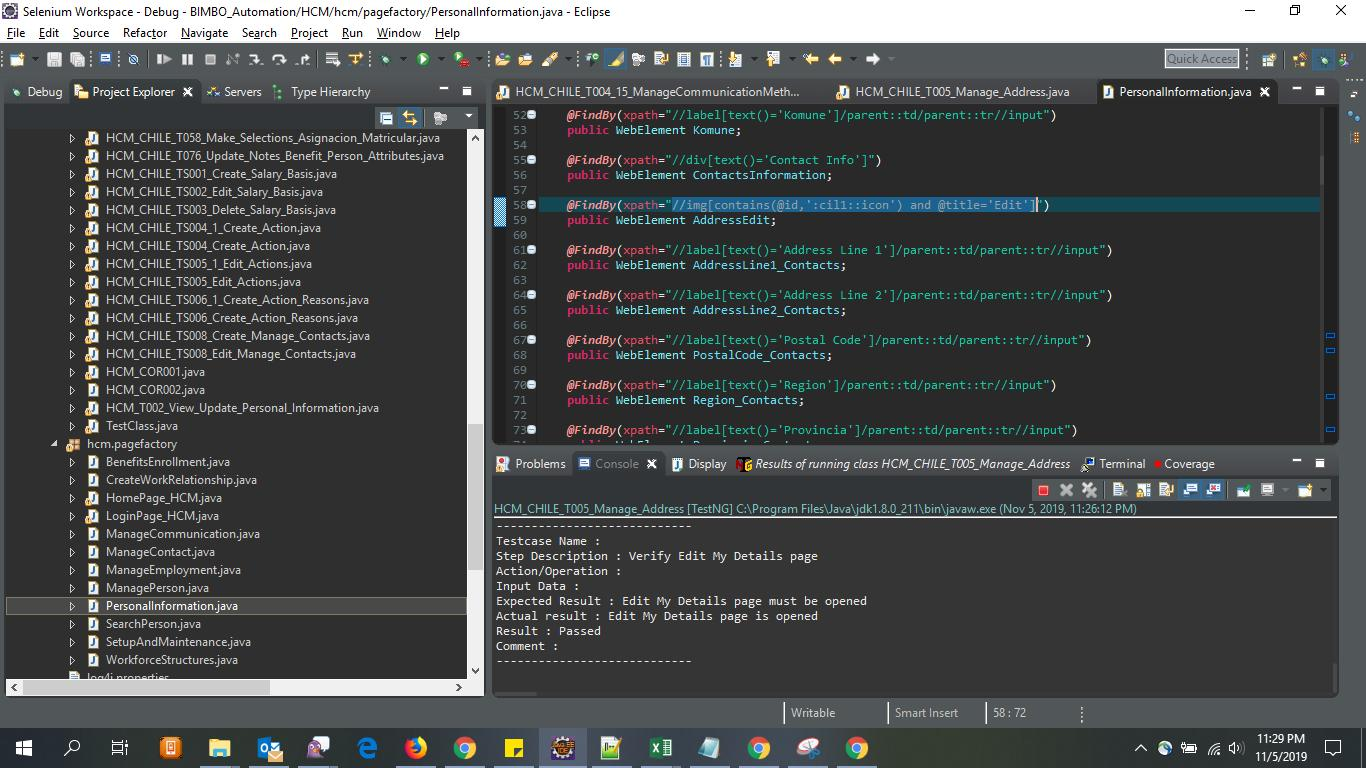 Selenium Workspace - Debug - BIMBO_Automation/HCM/hcm/pagefactory/PersonalInformation.java - Eclipse
File Edit Source Refactor Navigate Search Project Run Window Help
Quick Access
Debug Project Explorer Servers Type Hierarchy
HCM_CHILE_T058_Make_Selections_Asignacion_Matricular.java
HCM_CHILE_T076_Update_Notes_Benefit_Person_Attributes.java
HCM_CHILE_TS001_Create_Salary_Basis.java
HCM_CHILE_TS002_Edit_Salary_Basis.java
HCM_CHILE_TS003_Delete_Salary_Basis.java
HCM_CHILE_TS004_1_Create_Action.java
HCM_CHILE_TS004_Create_Action.java
HCM_CHILE_TS005_1_Edit_Actions.java
HCM_CHILE_TS005_Edit_Actions.java
HCM_CHILE_TS006_1_Create_Action_Reasons.java
HCM_CHILE_TS006_Create_Action_Reasons.java
HCM_CHILE_TS008_Create_Manage_Contacts.java
HCM_CHILE_TS008_Edit_Manage_Contacts.java
HCM_COR001.java
HCM_COR002.java
HCM_T002_View_Update_Personal_Information.java
TestClass.java
hcm.pagefactory
BenefitsEnrollment.java
CreateWorkRelationship.java
HomePage_HCM.java
LoginPage_HCM.java
ManageCommunication.java
ManageContact.java
ManageEmployment.java
ManagePerson.java
PersonalInformation.java
SearchPerson.java
SetupAndMaintenance.java
WorkforceStructures.java
log4j.properties
HCM_CHILE_T004_15_ManageCommunicationMeth... HCM_CHILE_T005_Manage_Address.java PersonalInformation.java
52 @FindBy(xpath="//label[text()='Komune']/parent::td/parent::tr//input")
53 public WebElement Komune;
54
55 @FindBy(xpath="//div[text()='Contact Info']")
56 public WebElement ContactsInformation;
57
58 @FindBy(xpath="//img[contains(@id,':cil1::icon') and @title='Edit']")
59 public WebElement AddressEdit;
60
61 @FindBy(xpath="//label[text()='Address Line 1']/parent::td/parent::tr//input")
62 public WebElement AddressLine1_Contacts;
63
64 @FindBy(xpath="//label[text()='Address Line 2']/parent::td/parent::tr//input")
65 public WebElement AddressLine2_Contacts;
66
67 @FindBy(xpath="//label[text()='Postal Code']/parent::td/parent::tr//input")
68 public WebElement PostalCode_Contacts;
69
70 @FindBy(xpath="//label[text()='Region']/parent::td/parent::tr//input")
71 public WebElement Region_Contacts;
72
73 @FindBy(xpath="//label[text()='Provincia']/parent::td/parent::tr//input")
Problems Console Display Results of running class HCM_CHILE_T005_Manage_Address Terminal Coverage
HCM_CHILE_T005_Manage_Address [TestNG] C:\Program Files\Java\jdk1.8.0_211\bin\javaw.exe (Nov 5, 2019, 11:26:12 PM)
----------------------------
Testcase Name :
Step Description : Verify Edit My Details page
Action/Operation :
Input Data :
Expected Result : Edit My Details page must be opened
Actual result : Edit My Details page is opened
Result : Passed
Comment :
----------------------------
Writable Smart Insert 58 : 72
11:29 PM
11/5/2019